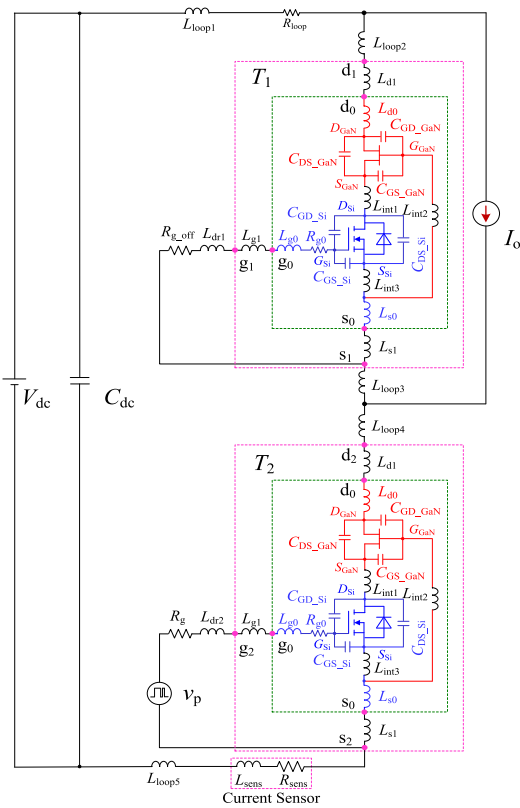 L_loop1
R_loop
L_loop2
d_1
T_1
L_d1
d_0
L_d0
D_GaN
C_GD_GaN
G_GaN
C_DS_GaN
S_GaN
C_GS_GaN
L_int1
L_int2
D_Si
C_GD_Si
I_o
R_g_off
L_dr1
L_g1
L_g0
R_g0
G_Si
g_1
g_0
S_Si
C_DS_Si
C_GS_Si
L_int3
s_0
L_s0
s_1
L_s1
V_dc
C_dc
L_loop3
L_loop4
d_2
T_2
L_d1
d_0
L_d0
D_GaN
C_GD_GaN
G_GaN
C_DS_GaN
S_GaN
C_GS_GaN
L_int1
L_int2
D_Si
C_GD_Si
R_g
L_dr2
L_g1
L_g0
R_g0
G_Si
g_2
g_0
S_Si
C_DS_Si
C_GS_Si
L_int3
v_p
s_0
L_s0
s_2
L_s1
L_loop5
L_sens
R_sens
Current Sensor